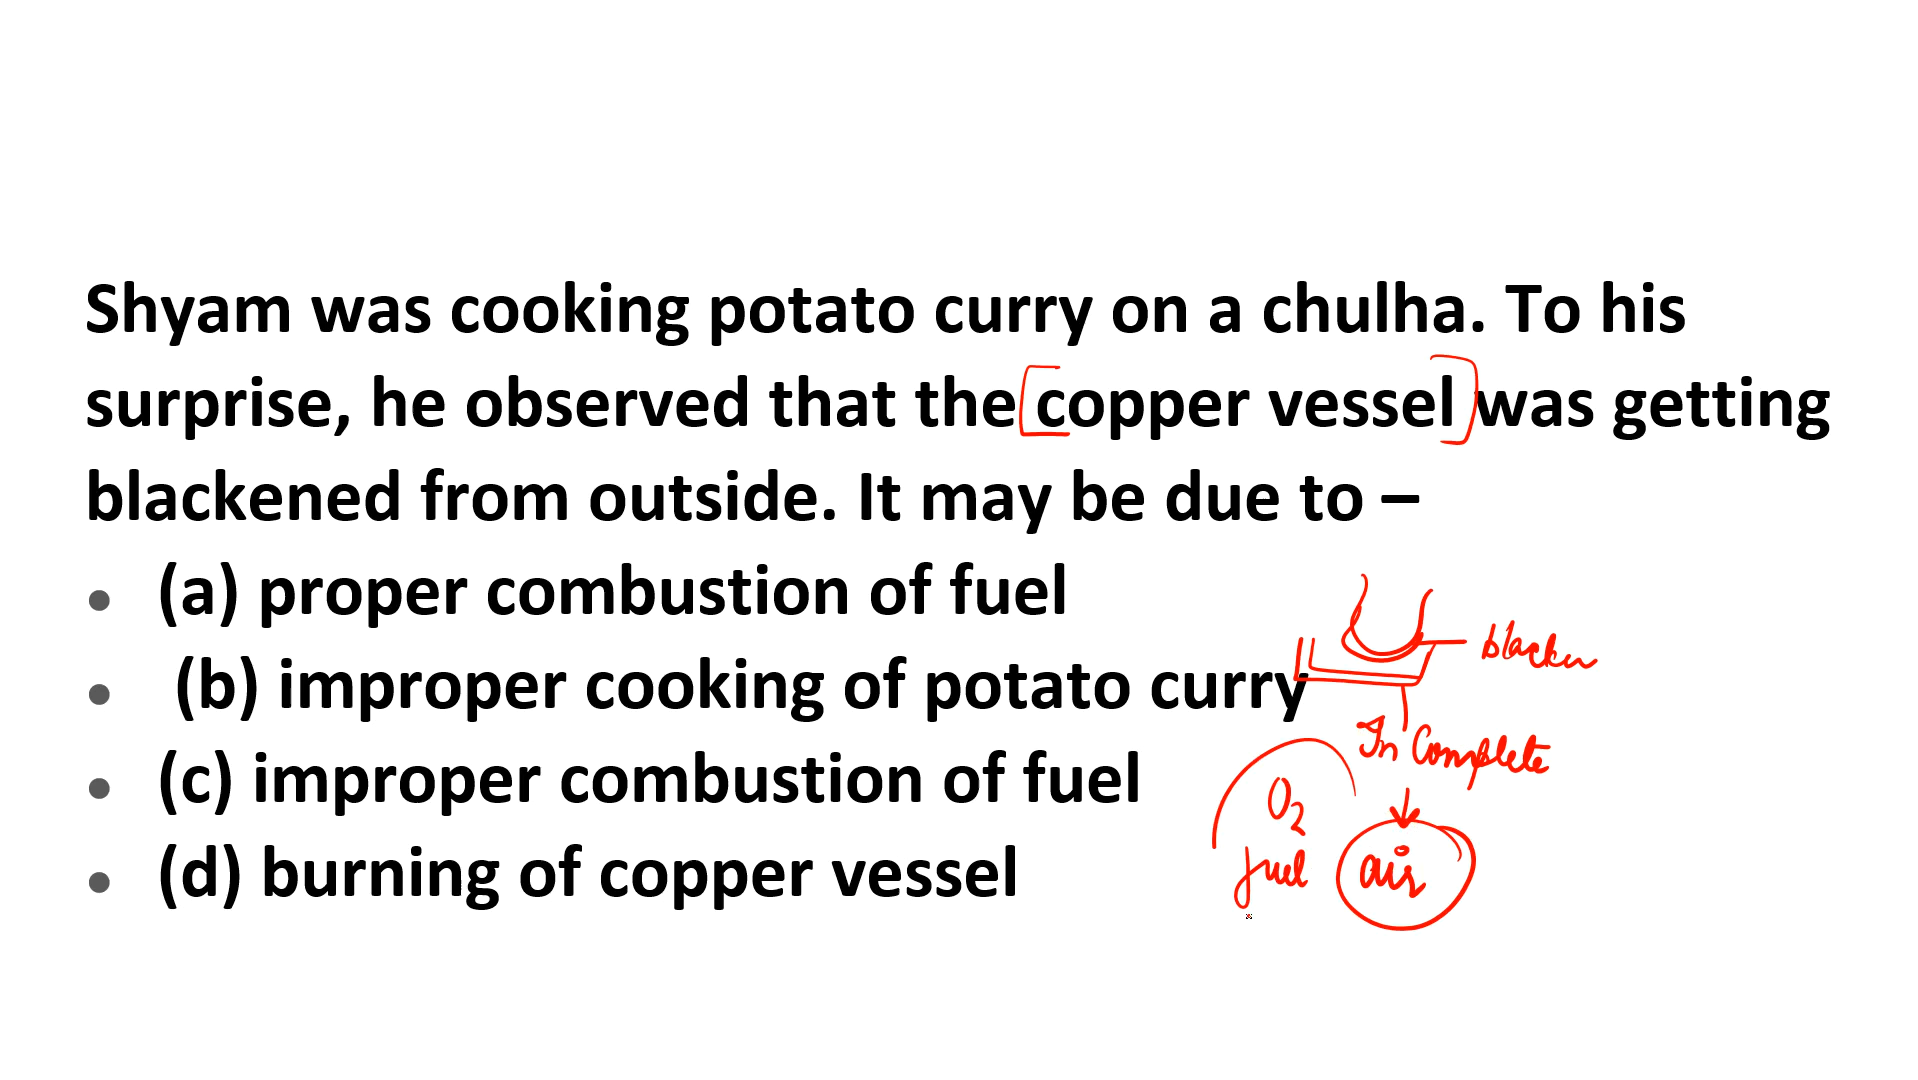 Shyam was cooking potato curry on a chulha. To his
surprise, he observed that the copper vessel was getting
blackened from outside. It may be due to –
• (a) proper combustion of fuel
• (b) improper cooking of potato curry
• (c) improper combustion of fuel
• (d) burning of copper vessel
In Complete
O2
fuel
air